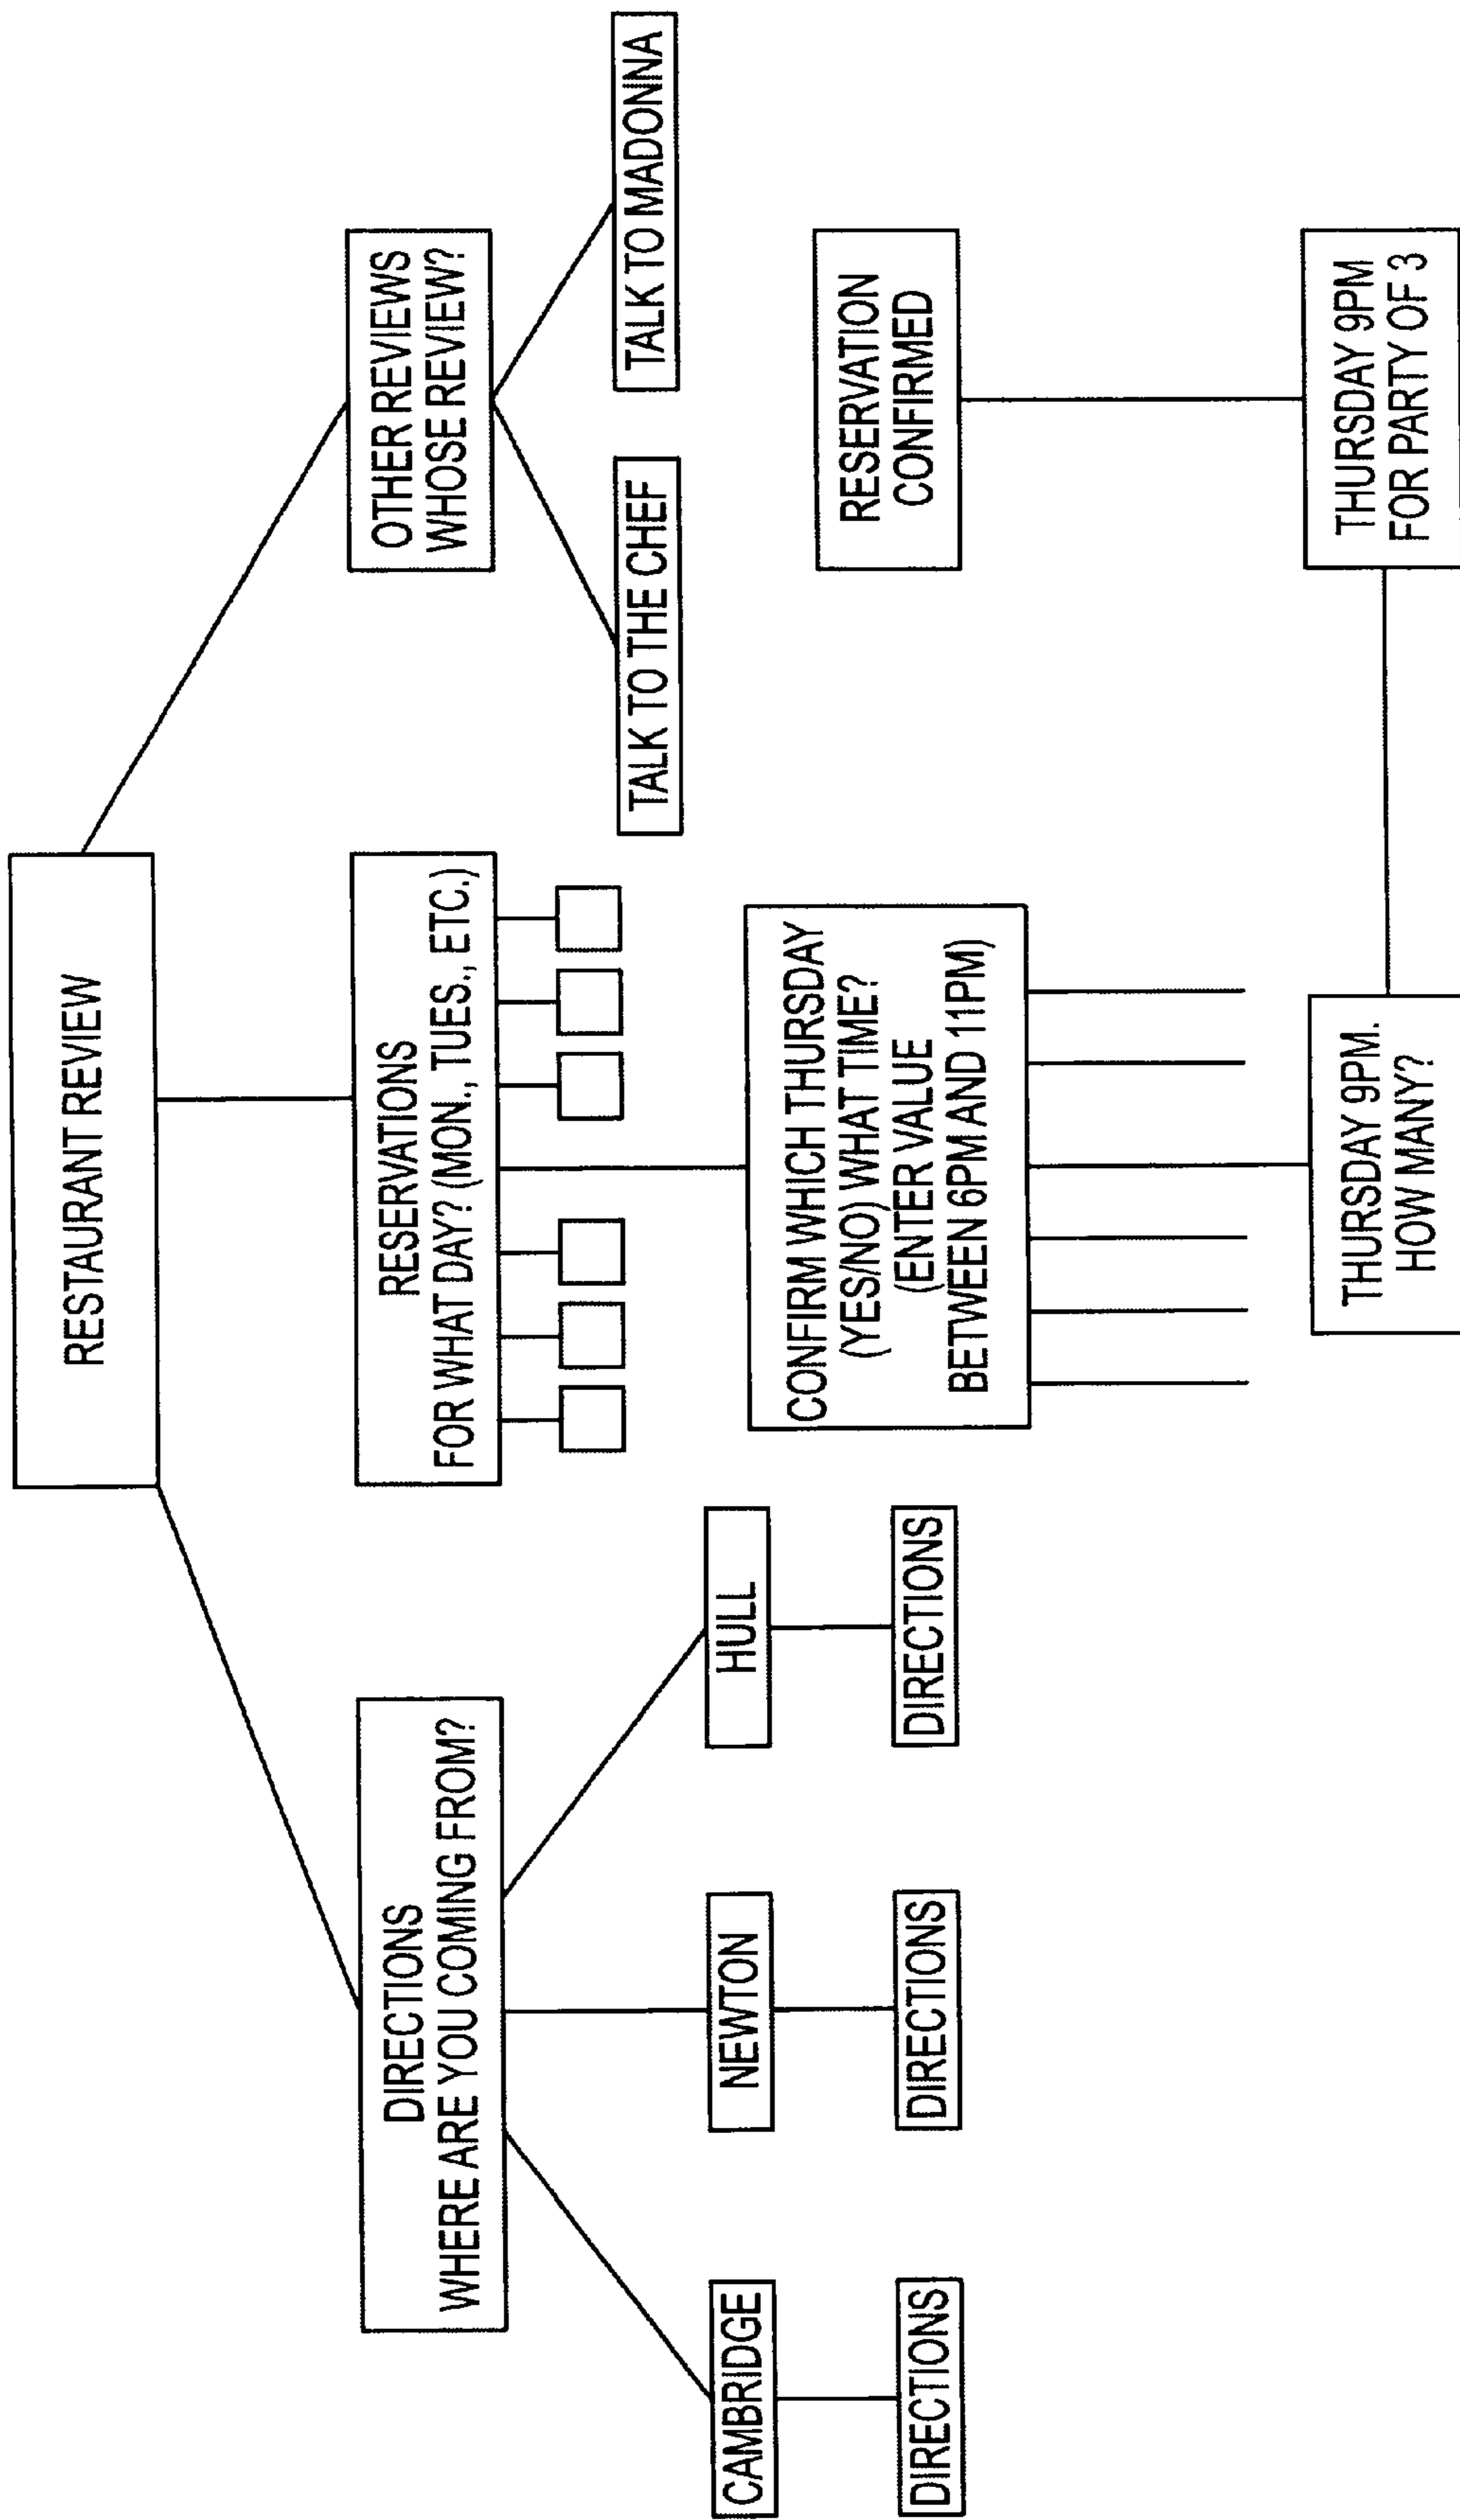 RESTAURANT REVIEW
DIRECTIONS
WHERE ARE YOU COMING FROM?
RESERVATIONS
FOR WHAT DAY? (MON., TUES., ETC.)
OTHER REVIEWS
WHOSE REVIEW?
TALK TO THE CHEF
TALK TO MADONNA
CAMBRIDGE
NEWTON
HULL
DIRECTIONS
DIRECTIONS
DIRECTIONS
CONFIRM WHICH THURSDAY
(YES/NO) WHAT TIME?
(ENTER VALUE
BETWEEN 6PM AND 11PM)
RESERVATION
CONFIRMED
THURSDAY 9PM.
HOW MANY?
THURSDAY 9PM
FOR PARTY OF 3